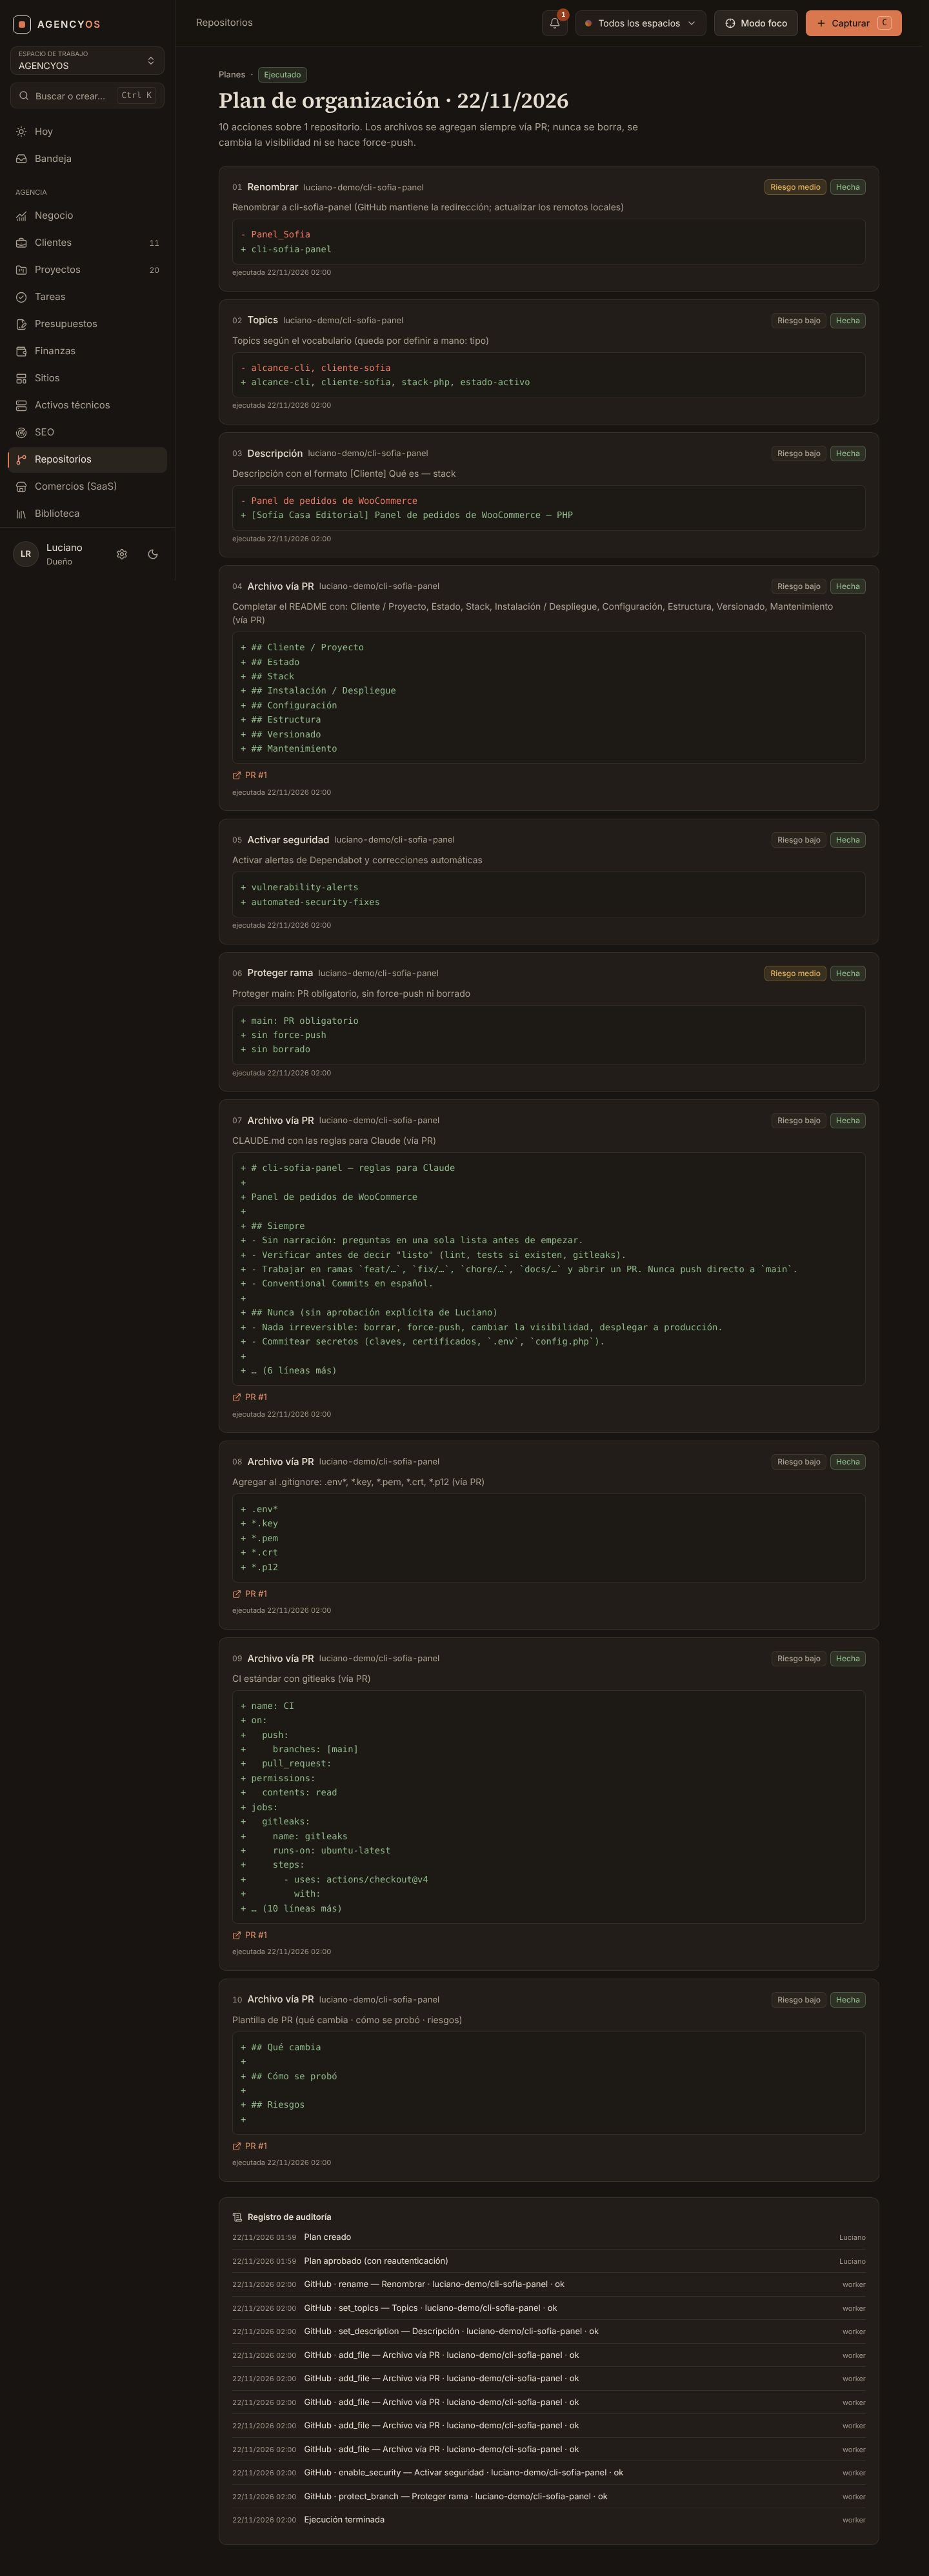 AGENCYOS
ESPACIO DE TRABAJO
AGENCYOS
Buscar o crear... Ctrl K
Hoy
Bandeja
AGENCIA
Negocio
Clientes 11
Proyectos 20
Tareas
Presupuestos
Finanzas
Sitios
Activos técnicos
SEO
Repositorios
Comercios (SaaS)
Biblioteca
LR
Luciano
Dueño
Repositorios
1
Todos los espacios
Modo foco
Capturar C
Planes · Ejecutado
Plan de organización · 22/11/2026
10 acciones sobre 1 repositorio. Los archivos se agregan siempre vía PR; nunca se borra, se
cambia la visibilidad ni se hace force-push.
01 Renombrar luciano-demo/cli-sofia-panel Riesgo medio Hecha
Renombrar a cli-sofia-panel (GitHub mantiene la redirección; actualizar los remotos locales)
- Panel_Sofia
+ cli-sofia-panel
ejecutada 22/11/2026 02:00
02 Topics luciano-demo/cli-sofia-panel Riesgo bajo Hecha
Topics según el vocabulario (queda por definir a mano: tipo)
- alcance-cli, cliente-sofia
+ alcance-cli, cliente-sofia, stack-php, estado-activo
ejecutada 22/11/2026 02:00
03 Descripción luciano-demo/cli-sofia-panel Riesgo bajo Hecha
Descripción con el formato [Cliente] Qué es — stack
- Panel de pedidos de WooCommerce
+ [Sofía Casa Editorial] Panel de pedidos de WooCommerce — PHP
ejecutada 22/11/2026 02:00
04 Archivo vía PR luciano-demo/cli-sofia-panel Riesgo bajo Hecha
Completar el README con: Cliente / Proyecto, Estado, Stack, Instalación / Despliegue, Configuración, Estructura, Versionado, Mantenimiento
(vía PR)
+ ## Cliente / Proyecto
+ ## Estado
+ ## Stack
+ ## Instalación / Despliegue
+ ## Configuración
+ ## Estructura
+ ## Versionado
+ ## Mantenimiento
PR #1
ejecutada 22/11/2026 02:00
05 Activar seguridad luciano-demo/cli-sofia-panel Riesgo bajo Hecha
Activar alertas de Dependabot y correcciones automáticas
+ vulnerability-alerts
+ automated-security-fixes
ejecutada 22/11/2026 02:00
06 Proteger rama luciano-demo/cli-sofia-panel Riesgo medio Hecha
Proteger main: PR obligatorio, sin force-push ni borrado
+ main: PR obligatorio
+ sin force-push
+ sin borrado
ejecutada 22/11/2026 02:00
07 Archivo vía PR luciano-demo/cli-sofia-panel Riesgo bajo Hecha
CLAUDE.md con las reglas para Claude (vía PR)
+ # cli-sofia-panel — reglas para Claude
+
+ Panel de pedidos de WooCommerce
+
+ ## Siempre
+ - Sin narración: preguntas en una sola lista antes de empezar.
+ - Verificar antes de decir "listo" (lint, tests si existen, gitleaks).
+ - Trabajar en ramas `feat/…`, `fix/…`, `chore/…`, `docs/…` y abrir un PR. Nunca push directo a `main`.
+ - Conventional Commits en español.
+
+ ## Nunca (sin aprobación explícita de Luciano)
+ - Nada irreversible: borrar, force-push, cambiar la visibilidad, desplegar a producción.
+ - Commitear secretos (claves, certificados, `.env`, `config.php`).
+
+ … (6 líneas más)
PR #1
ejecutada 22/11/2026 02:00
08 Archivo vía PR luciano-demo/cli-sofia-panel Riesgo bajo Hecha
Agregar al .gitignore: .env*, *.key, *.pem, *.crt, *.p12 (vía PR)
+ .env*
+ *.key
+ *.pem
+ *.crt
+ *.p12
PR #1
ejecutada 22/11/2026 02:00
09 Archivo vía PR luciano-demo/cli-sofia-panel Riesgo bajo Hecha
CI estándar con gitleaks (vía PR)
+ name: CI
+ on:
+   push:
+     branches: [main]
+   pull_request:
+ permissions:
+   contents: read
+ jobs:
+   gitleaks:
+     name: gitleaks
+     runs-on: ubuntu-latest
+     steps:
+       - uses: actions/checkout@v4
+         with:
+ … (10 líneas más)
PR #1
ejecutada 22/11/2026 02:00
10 Archivo vía PR luciano-demo/cli-sofia-panel Riesgo bajo Hecha
Plantilla de PR (qué cambia · cómo se probó · riesgos)
+ ## Qué cambia
+
+ ## Cómo se probó
+
+ ## Riesgos
+
PR #1
ejecutada 22/11/2026 02:00
Registro de auditoría
22/11/2026 01:59 Plan creado Luciano
22/11/2026 01:59 Plan aprobado (con reautenticación) Luciano
22/11/2026 02:00 GitHub · rename — Renombrar · luciano-demo/cli-sofia-panel · ok worker
22/11/2026 02:00 GitHub · set_topics — Topics · luciano-demo/cli-sofia-panel · ok worker
22/11/2026 02:00 GitHub · set_description — Descripción · luciano-demo/cli-sofia-panel · ok worker
22/11/2026 02:00 GitHub · add_file — Archivo vía PR · luciano-demo/cli-sofia-panel · ok worker
22/11/2026 02:00 GitHub · add_file — Archivo vía PR · luciano-demo/cli-sofia-panel · ok worker
22/11/2026 02:00 GitHub · add_file — Archivo vía PR · luciano-demo/cli-sofia-panel · ok worker
22/11/2026 02:00 GitHub · add_file — Archivo vía PR · luciano-demo/cli-sofia-panel · ok worker
22/11/2026 02:00 GitHub · add_file — Archivo vía PR · luciano-demo/cli-sofia-panel · ok worker
22/11/2026 02:00 GitHub · enable_security — Activar seguridad · luciano-demo/cli-sofia-panel · ok worker
22/11/2026 02:00 GitHub · protect_branch — Proteger rama · luciano-demo/cli-sofia-panel · ok worker
22/11/2026 02:00 Ejecución terminada worker